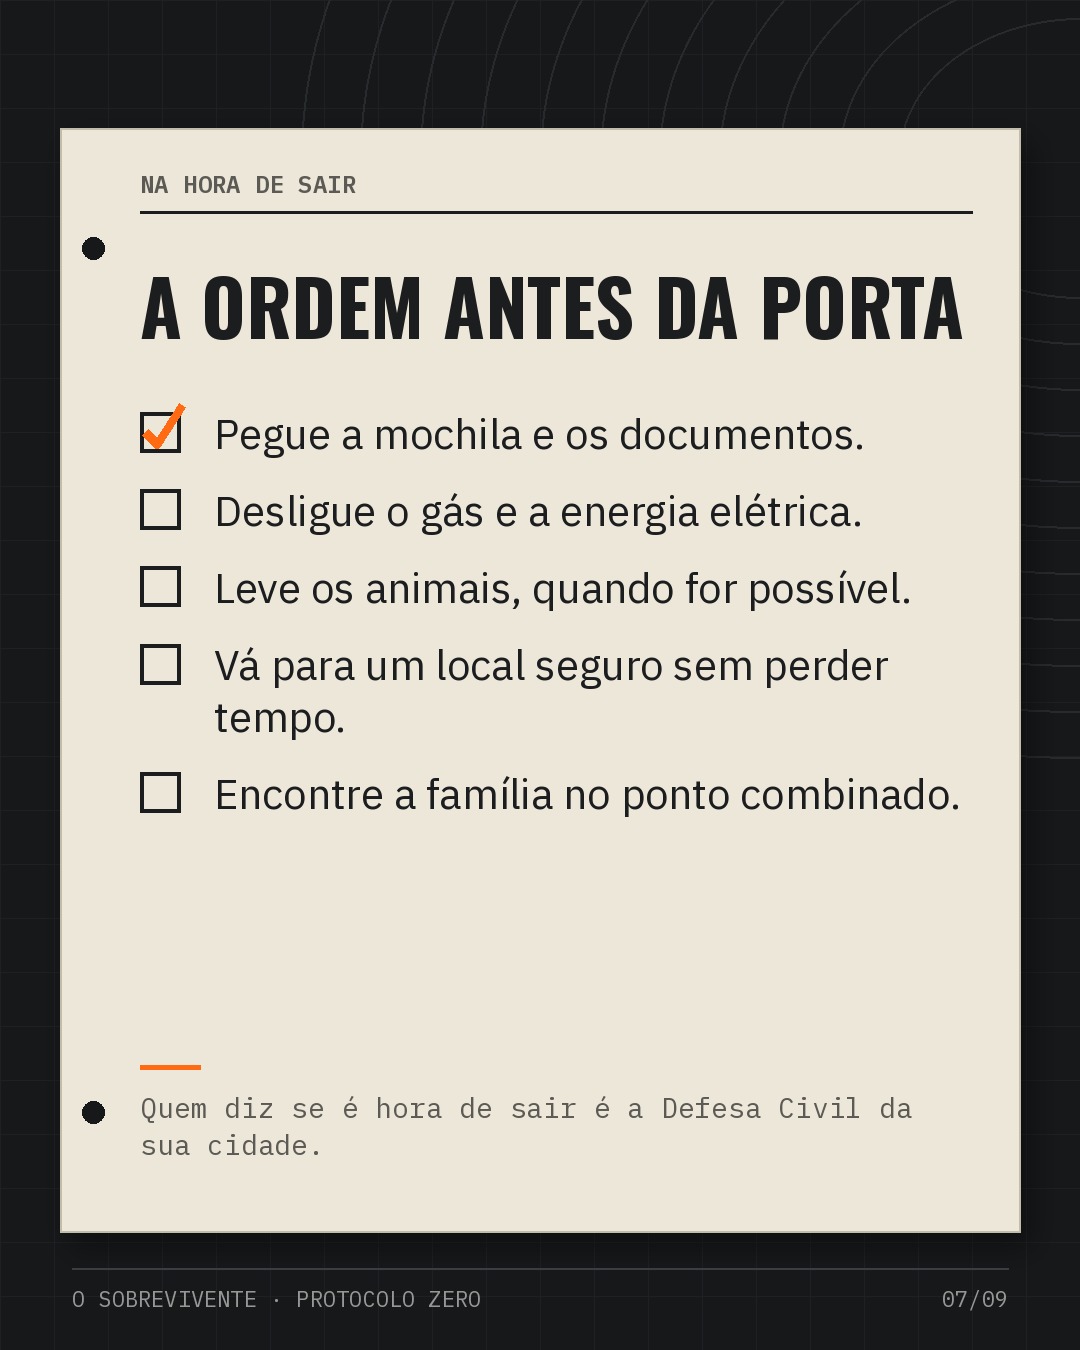 NA HORA DE SAIR
A ORDEM ANTES DA PORTA
Pegue a mochila e os documentos.
Desligue o gás e a energia elétrica.
Leve os animais, quando for possível.
Vá para um local seguro sem perder
tempo.
Encontre a família no ponto combinado.
Quem diz se é hora de sair é a Defesa Civil da
sua cidade.
O SOBREVIVENTE · PROTOCOLO ZERO
07/09